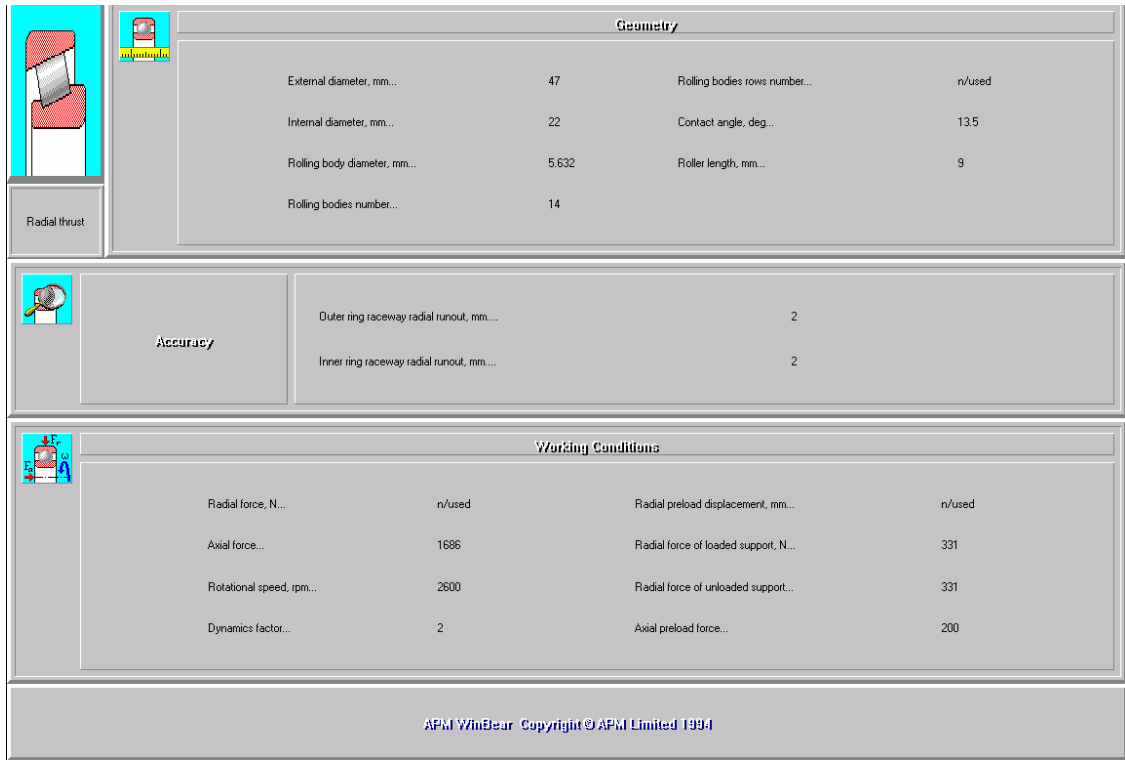 Geometry
External diameter, mm... 47 Rolling bodies rows number... n/used
Internal diameter, mm... 22 Contact angle, deg... 13.5
Rolling body diameter, mm... 5.632 Roller length, mm... 9
Rolling bodies number... 14
Radial thrust
Accuracy
Outer ring raceway radial runout, mm.... 2
Inner ring raceway radial runout, mm.... 2
Fr
Fa ω
Working Conditions
Radial force, N... n/used Radial preload displacement, mm... n/used
Axial force... 1686 Radial force of loaded support, N... 331
Rotational speed, rpm... 2600 Radial force of unloaded support... 331
Dynamics factor... 2 Axial preload force... 200
APM WinBear Copyright © APM Limited 1994